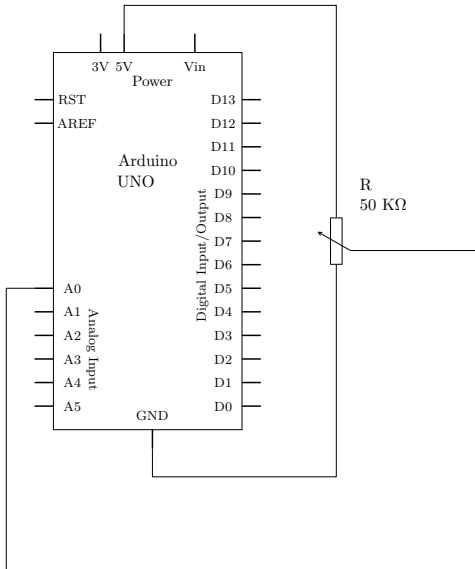 3V 5V Vin
Power
RST
AREF
Arduino
UNO
D13
D12
D11
D10
D9
D8
D7
D6
D5
D4
D3
D2
D1
D0
Digital Input/Output
A0
A1
A2
A3
A4
A5
Analog Input
GND
R
50 KΩ